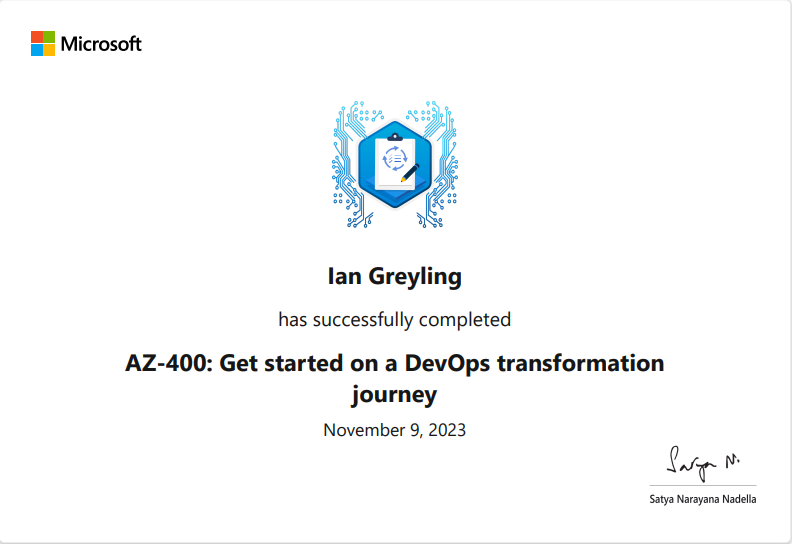 Microsoft
Ian Greyling
has successfully completed
AZ-400: Get started on a DevOps transformation
journey
November 9, 2023
Satya N.
Satya Narayana Nadella